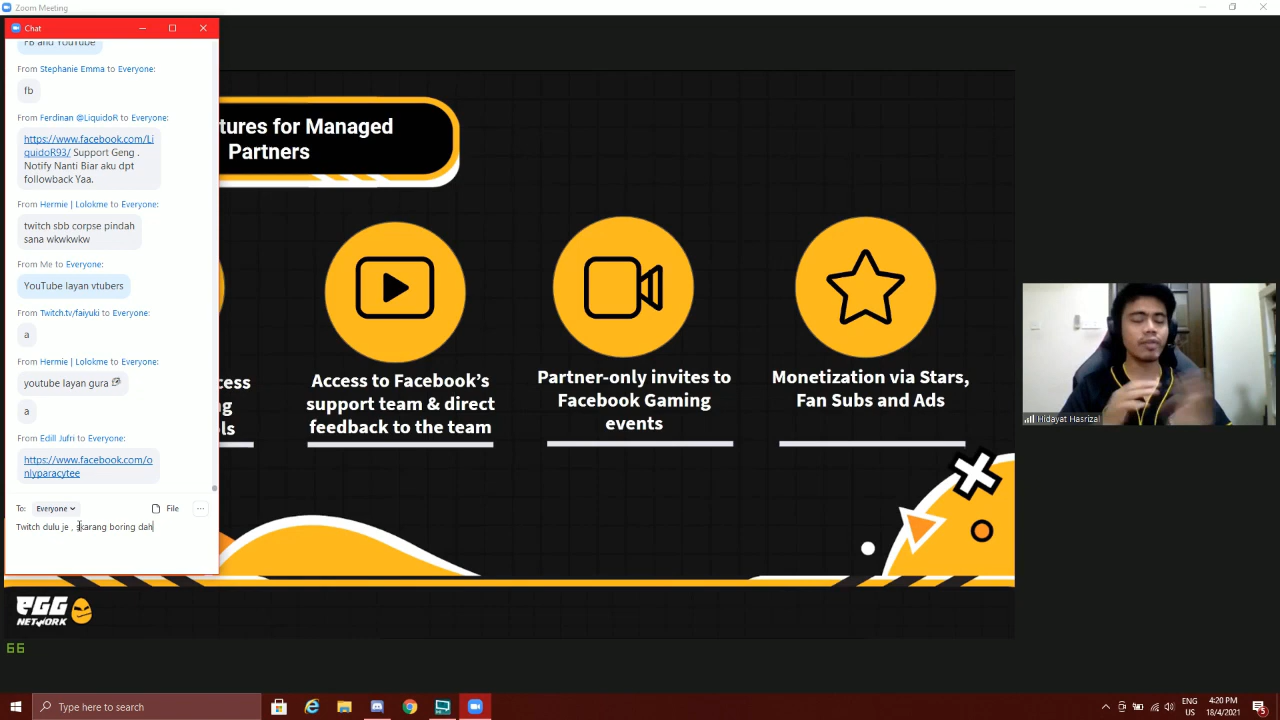 Zoom Meeting
Chat
FB and YouTube
From Stephanie Emma to Everyone:
fb
From Ferdinan @LiquidoR to Everyone:
https://www.facebook.com/Li
quidoR93/ Support Geng .
Notify Nanti Biar aku dpt
followback Yaa.
From Hermie | Lolokme to Everyone:
twitch sbb corpse pindah
sana wkwkwkw
From Me to Everyone:
YouTube layan vtubers
From Twitch.tv/faiyuki to Everyone:
a
From Hermie | Lolokme to Everyone:
youtube layan gura
a
From Edill Jufri to Everyone:
https://www.facebook.com/o
nlyparacytee
To: Everyone File
Twitch dulu je , skarang boring dah
tures for Managed
Partners
cess
g
ls
Access to Facebook’s
support team & direct
feedback to the team
Partner-only invites to
Facebook Gaming
events
Monetization via Stars,
Fan Subs and Ads
Hidayat Hasrizal
EGG
NETWORK
66
Type here to search
ENG
US
4:20 PM
18/4/2021
5